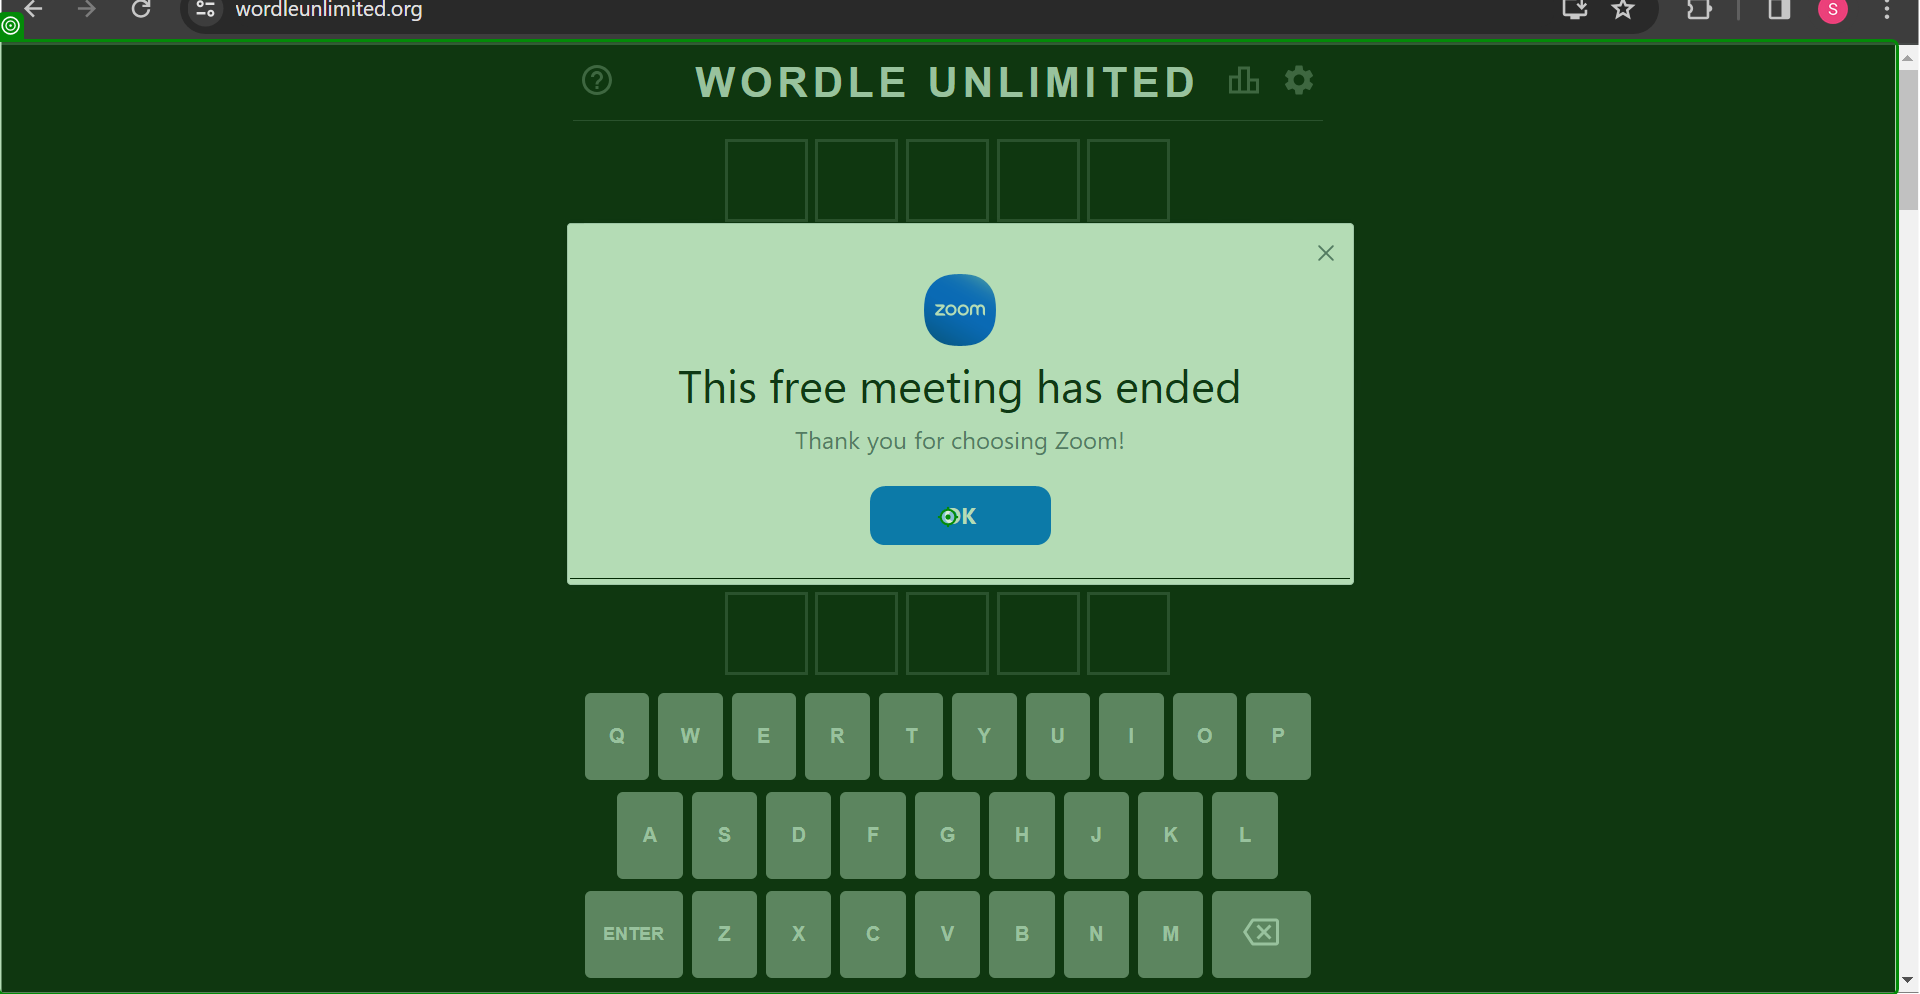 wordleunlimited.org
S
WORDLE UNLIMITED
zoom
This free meeting has ended
Thank you for choosing Zoom!
OK
Q W E R T Y U I O P
A S D F G H J K L
ENTER Z X C V B N M